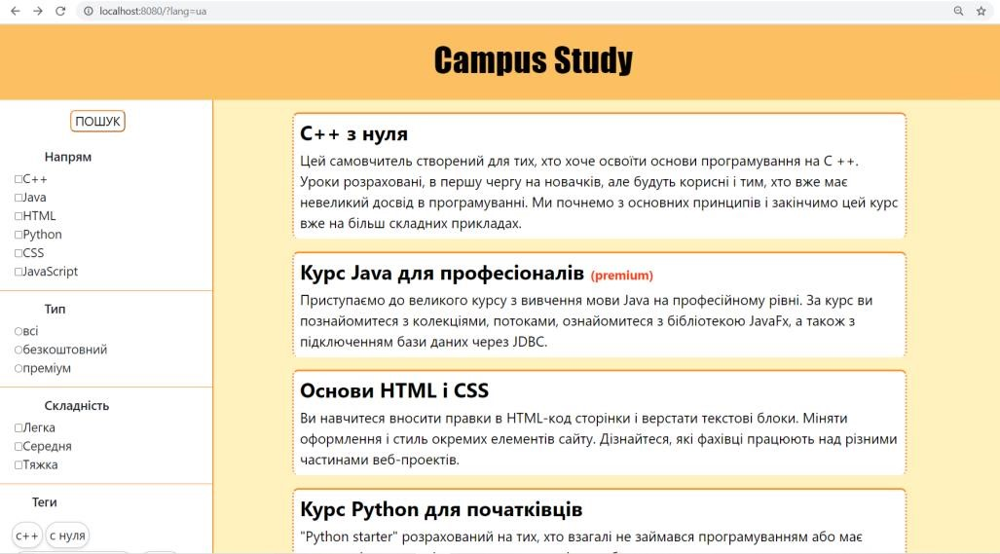 localhost:8080/?lang=ua
Campus Study
ПОШУК
Напрям
C++
Java
HTML
Python
CSS
JavaScript
Тип
всі
безкоштовний
преміум
Складність
Легка
Середня
Тяжка
Теги
c++ с нуля
C++ з нуля
Цей самовчитель створений для тих, хто хоче освоїти основи програмування на C ++.
Уроки розраховані, в першу чергу на новачків, але будуть корисні і тим, хто вже має
невеликий досвід в програмуванні. Ми почнемо з основних принципів і закінчимо цей курс
вже на більш складних прикладах.
Курс Java для професіоналів (premium)
Приступаємо до великого курсу з вивчення мови Java на професійному рівні. За курс ви
познайомитеся з колекціями, потоками, ознайомитеся з бібліотекою JavaFx, а також з
підключенням бази даних через JDBC.
Основи HTML і CSS
Ви навчитеся вносити правки в HTML-код сторінки і верстати текстові блоки. Міняти
оформлення і стиль окремих елементів сайту. Дізнайтеся, які фахівці працюють над різними
частинами веб-проектів.
Курс Python для початківців
"Python starter" розрахований на тих, хто взагалі не займався програмуванням або має